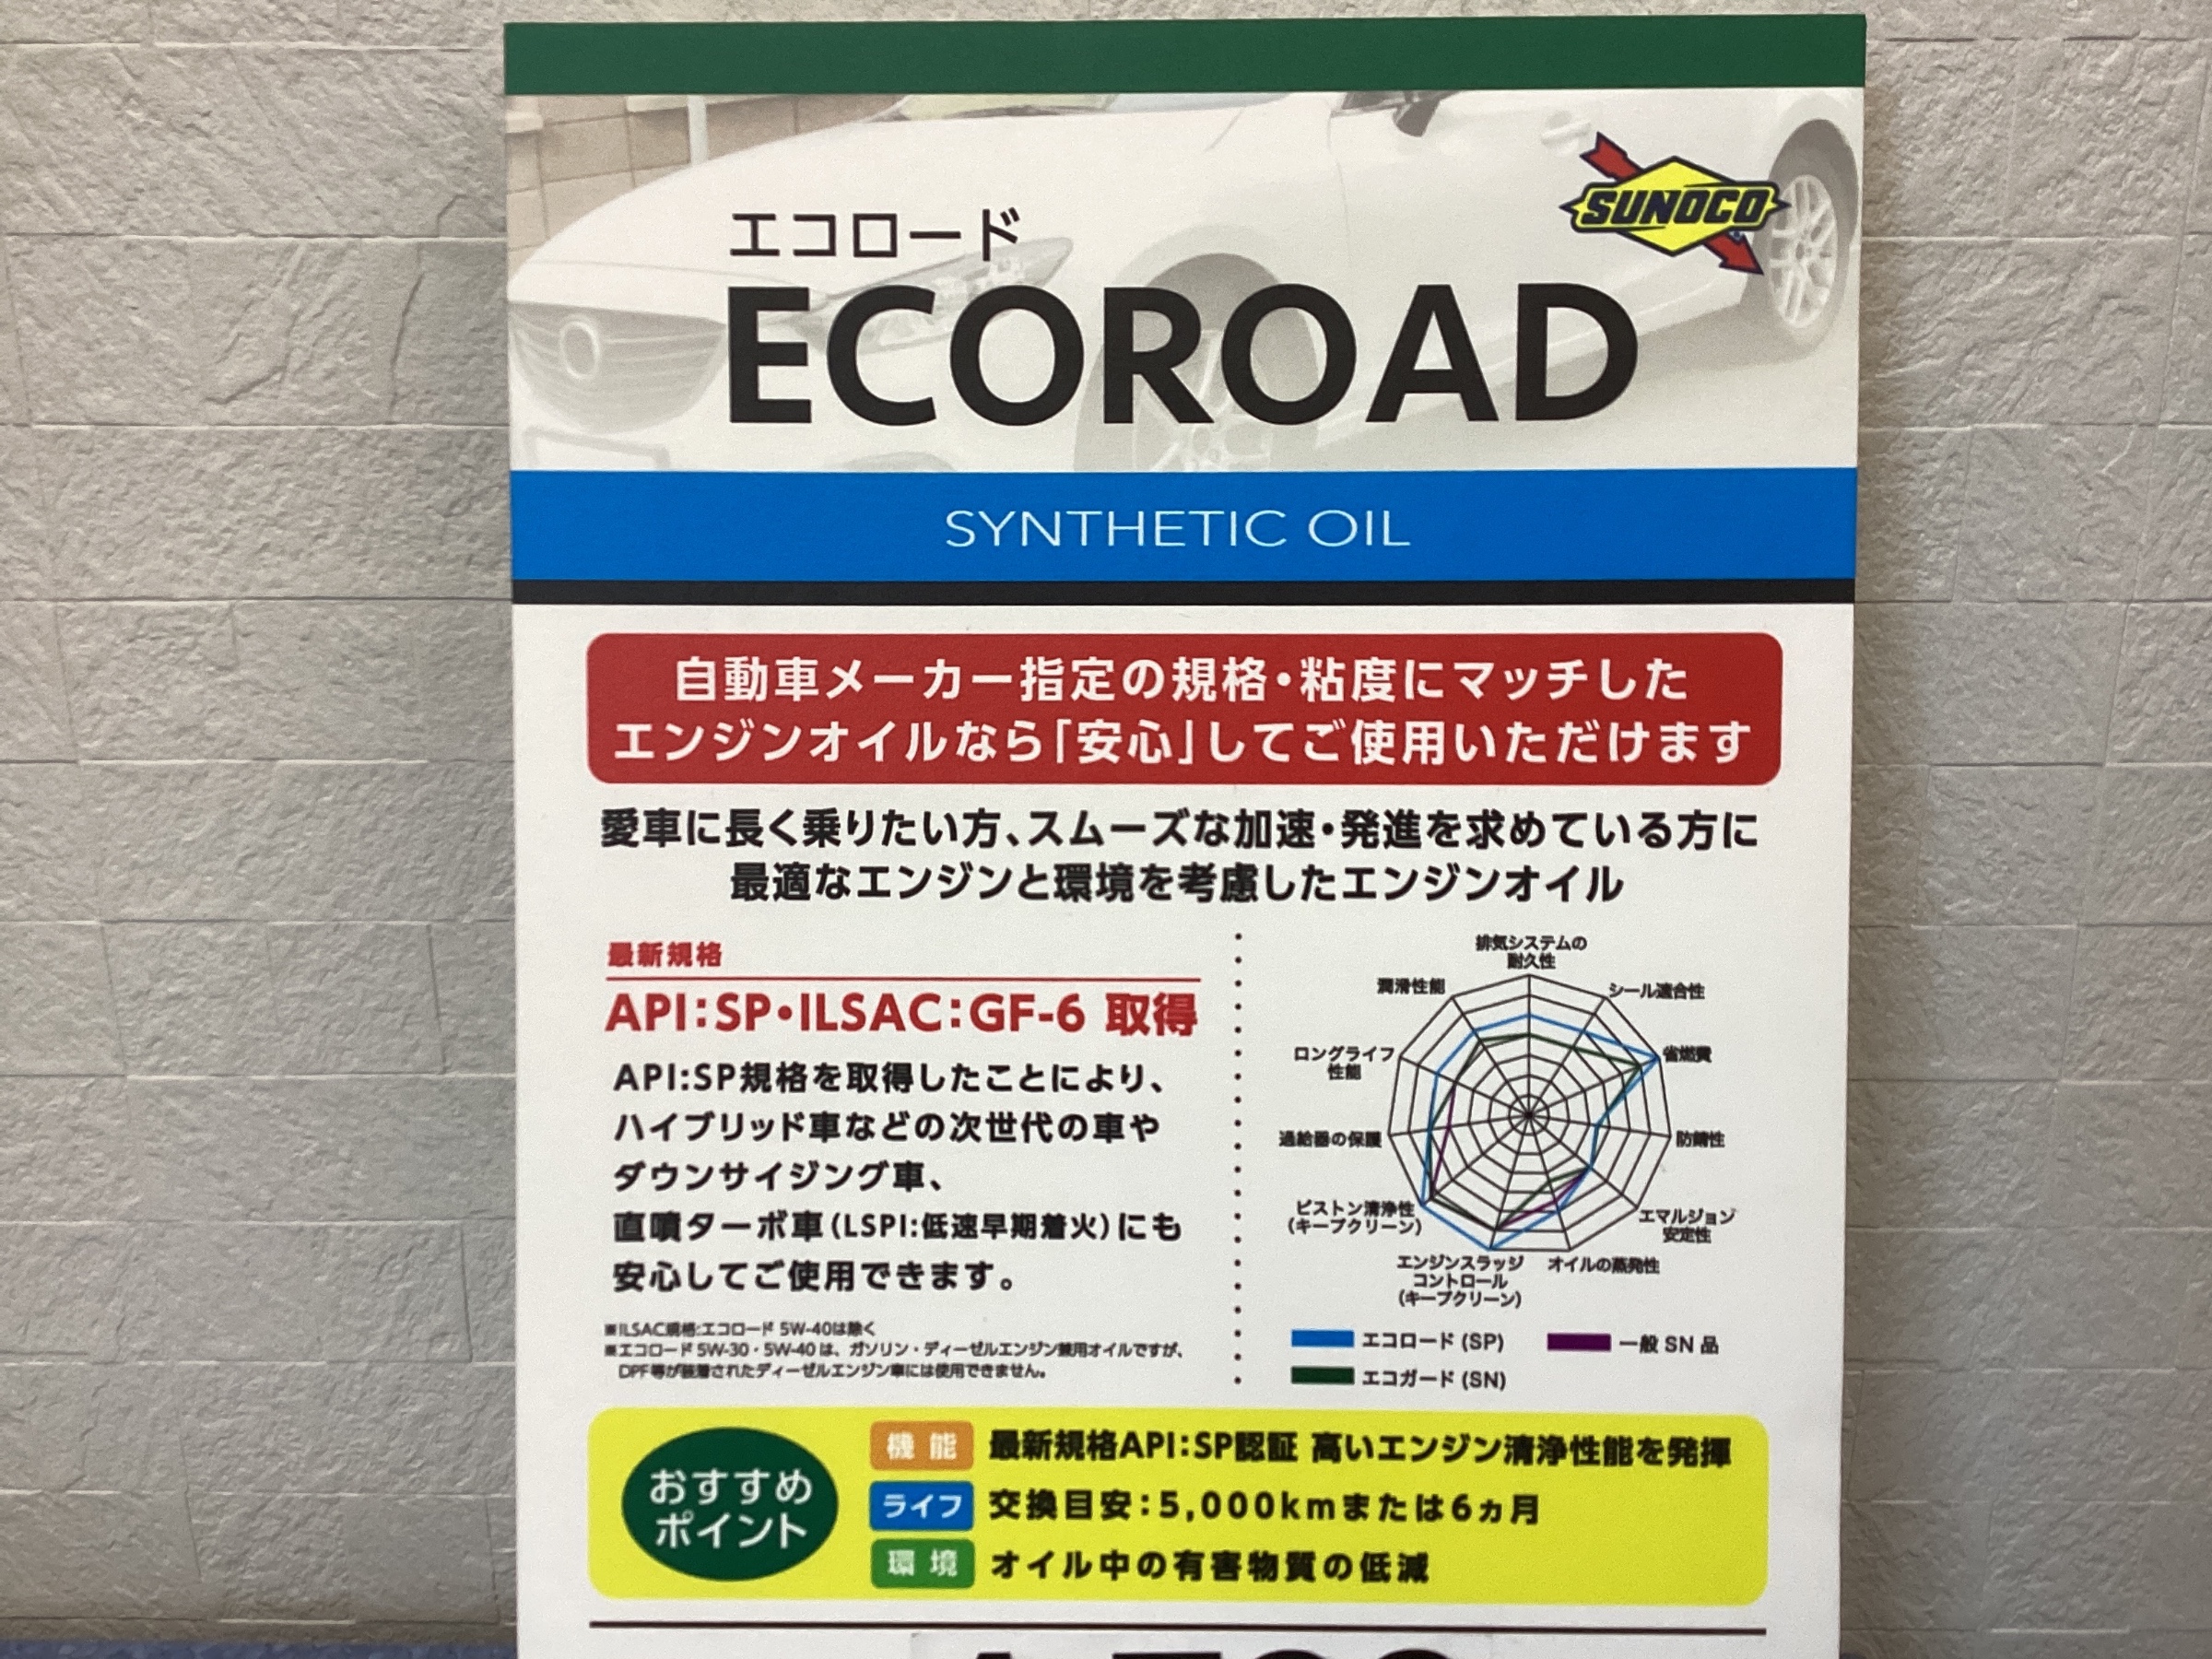 エコロード
SUNOCO
ECOROAD
SYNTHETIC OIL
自動車メーカー指定の規格・粘度にマッチした
エンジンオイルなら「安心」してご使用いただけます
愛車に長く乗りたい方、スムーズな加速・発進を求めている方に
最適なエンジンと環境を考慮したエンジンオイル
最新規格
API：SP・ILSAC：GF-6 取得
API:SP規格を取得したことにより、
ハイブリッド車などの次世代の車や
ダウンサイジング車、
直噴ターボ車（LSPI:低速早期着火）にも
安心してご使用できます。
※ILSAC規格:エコロード 5W-40は除く
※エコロード 5W-30・5W-40 は、ガソリン・ディーゼルエンジン兼用オイルですが、
DPF等が装着されたディーゼルエンジン車には使用できません。
排気システムの
耐久性
シール適合性
省燃費
防錆性
エマルジョン
安定性
オイルの蒸発性
エンジンスラッジ
コントロール
（キープクリーン）
ピストン清浄性
（キープクリーン）
過給器の保護
ロングライフ
性能
潤滑性能
エコロード (SP)
一般 SN 品
エコガード (SN)
おすすめ
ポイント
機能 最新規格API：SP認証 高いエンジン清浄性能を発揮
ライフ 交換目安：5,000kmまたは6ヵ月
環境 オイル中の有害物質の低減